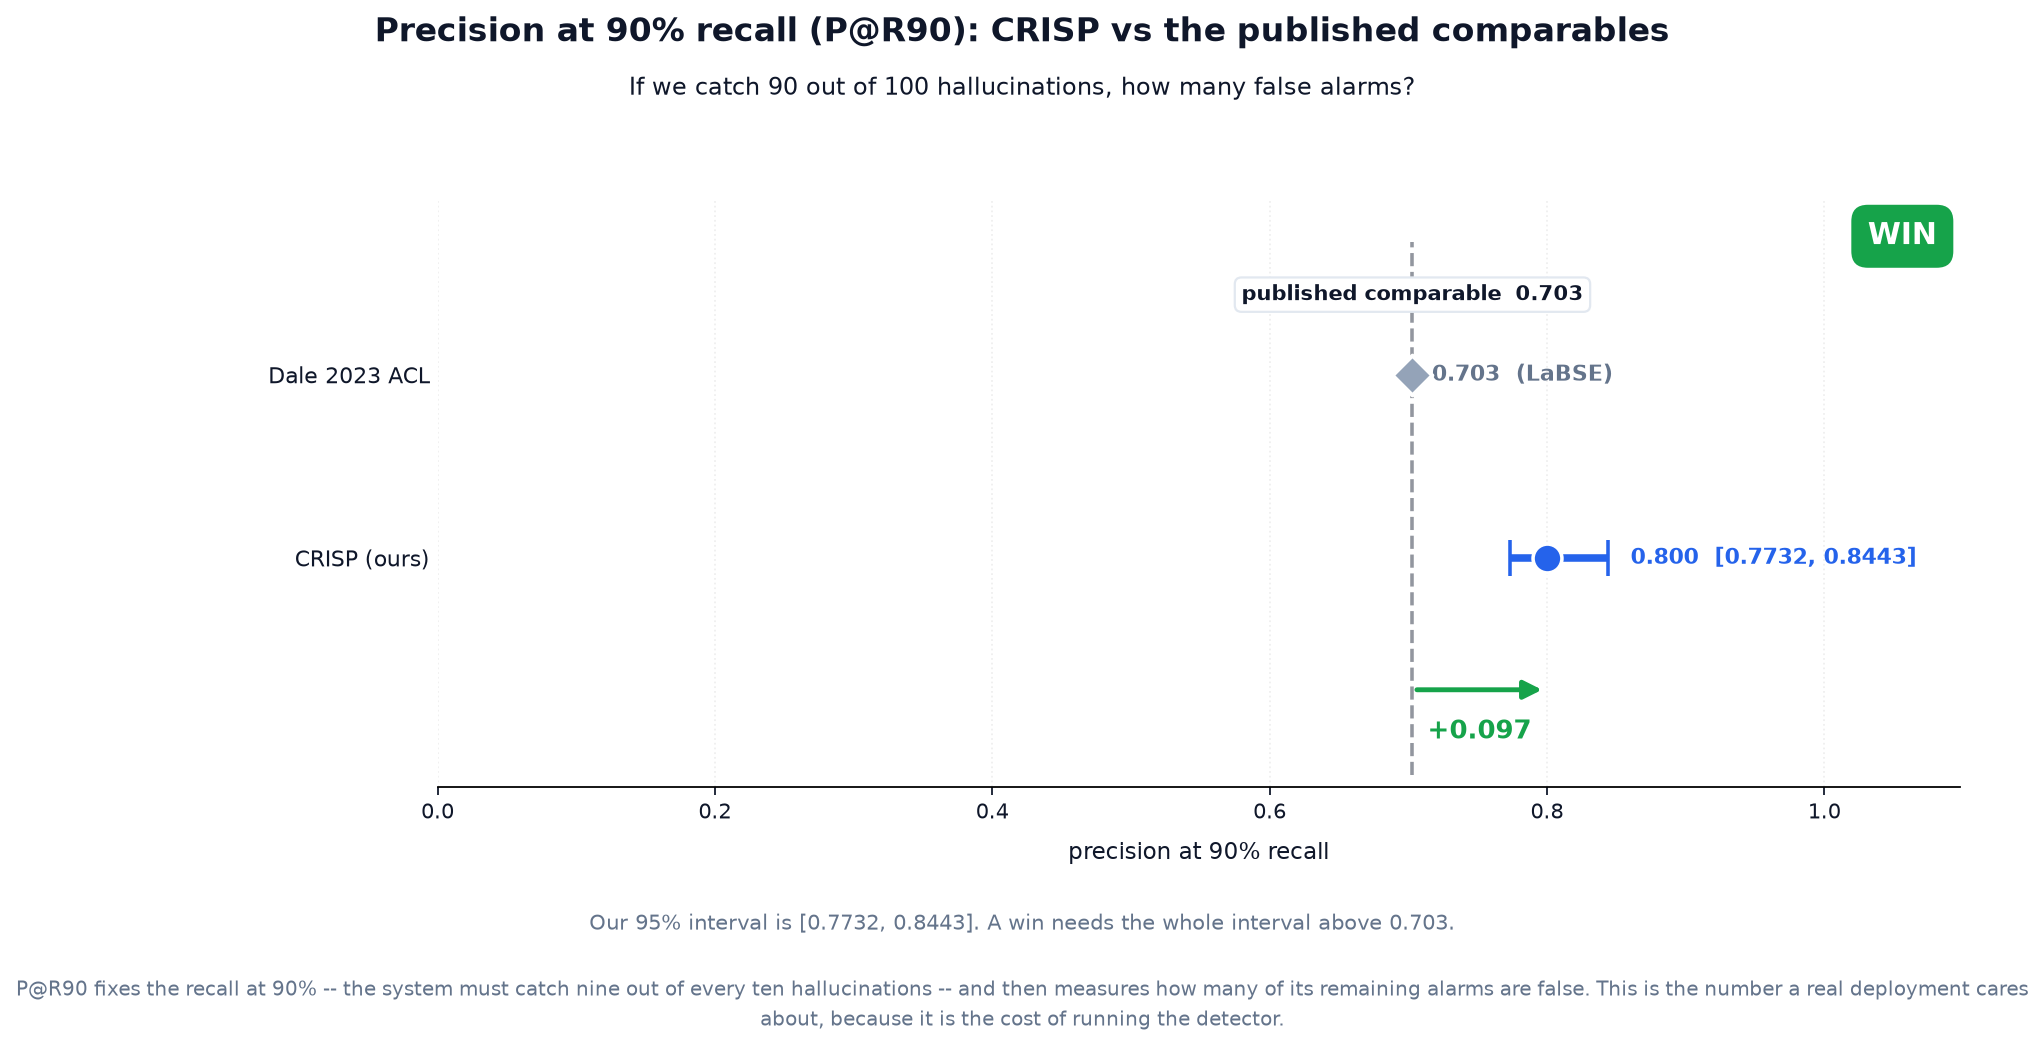 Precision at 90% recall (P@R90): CRISP vs the published comparables
If we catch 90 out of 100 hallucinations, how many false alarms?
WIN
published comparable 0.703
Dale 2023 ACL
0.703 (LaBSE)
CRISP (ours)
0.800 [0.7732, 0.8443]
+0.097
0.0 0.2 0.4 0.6 0.8 1.0
precision at 90% recall
Our 95% interval is [0.7732, 0.8443]. A win needs the whole interval above 0.703.
P@R90 fixes the recall at 90% -- the system must catch nine out of every ten hallucinations -- and then measures how many of its remaining alarms are false. This is the number a real deployment cares
about, because it is the cost of running the detector.